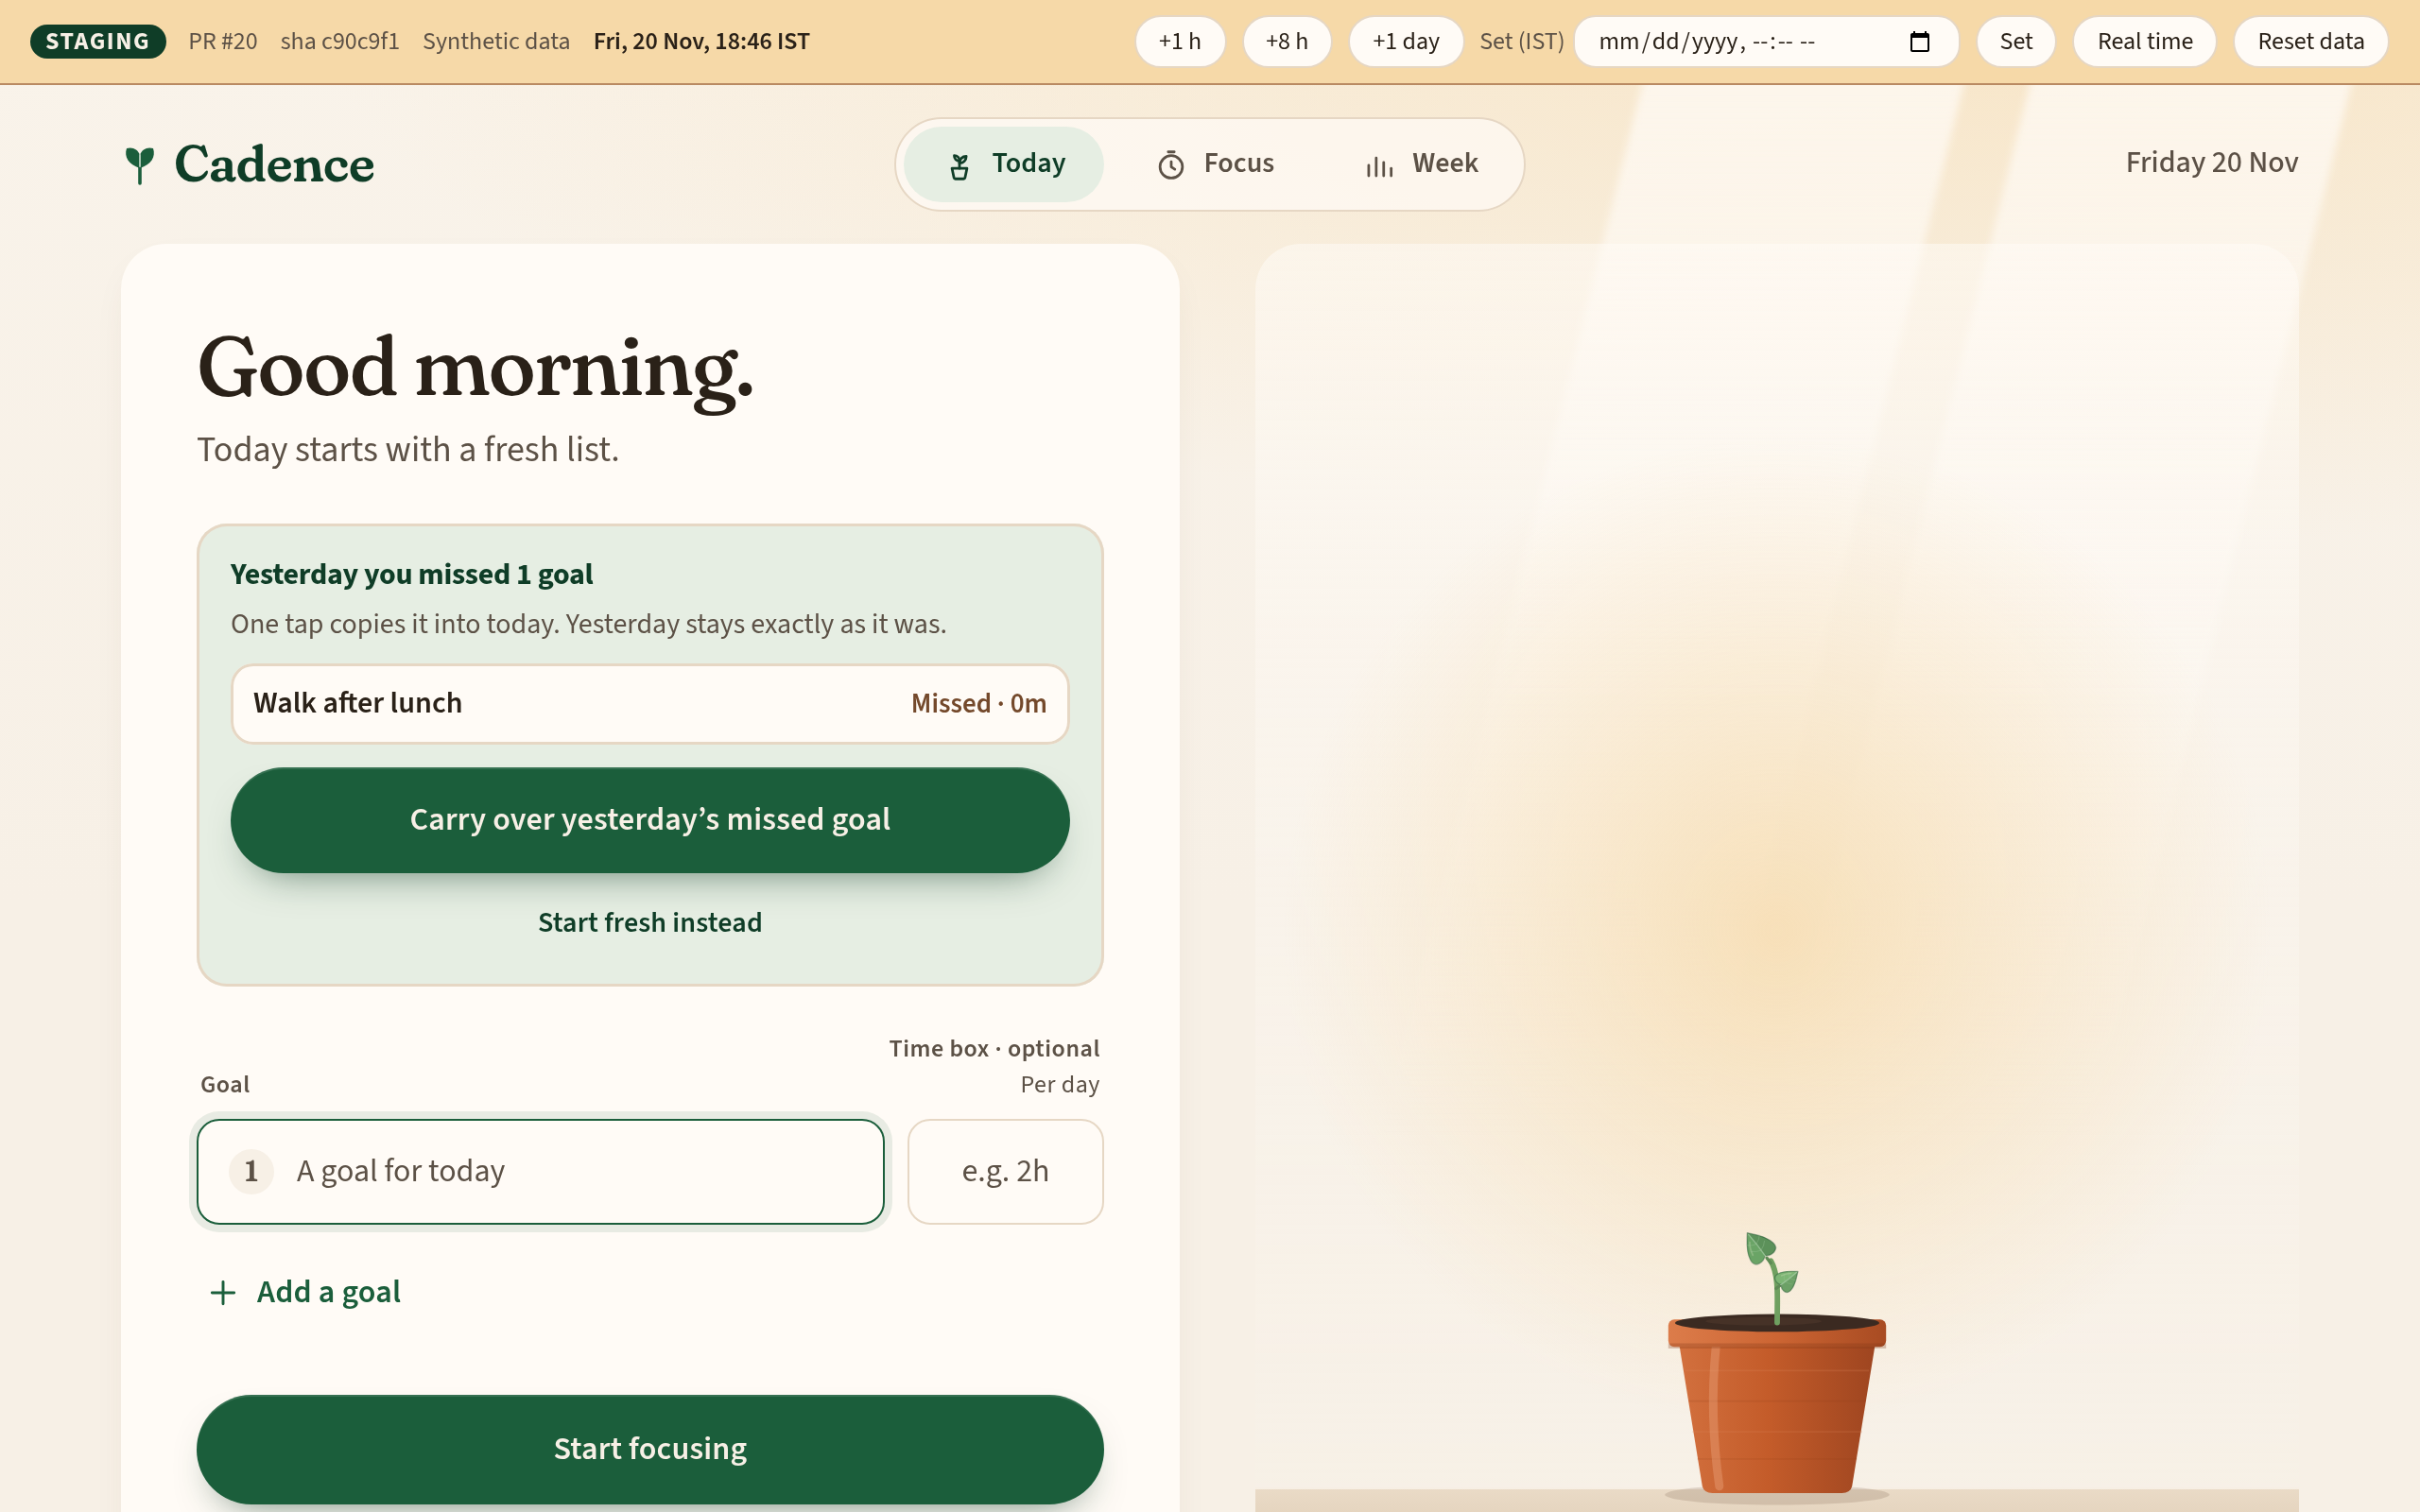 STAGING PR #20 sha c90c9f1 Synthetic data Fri, 20 Nov, 18:46 IST +1 h +8 h +1 day Set (IST) mm/dd/yyyy, --:-- -- Set Real time Reset data
Cadence Today Focus Week Friday 20 Nov
Good morning.
Today starts with a fresh list.
Yesterday you missed 1 goal
One tap copies it into today. Yesterday stays exactly as it was.
Walk after lunch Missed · 0m
Carry over yesterday’s missed goal
Start fresh instead
Time box · optional
Goal Per day
1 A goal for today e.g. 2h
+ Add a goal
Start focusing